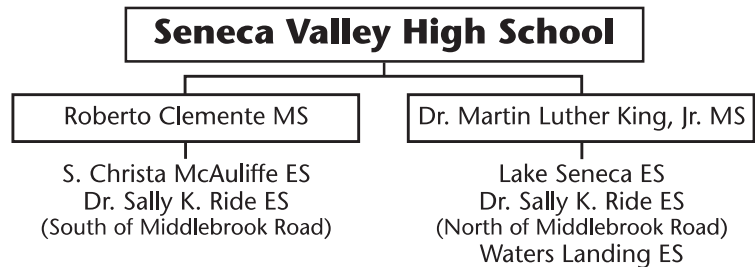 Seneca Valley High School
Roberto Clemente MS
Dr. Martin Luther King, Jr. MS
S. Christa McAuliffe ES
Dr. Sally K. Ride ES
(South of Middlebrook Road)
Lake Seneca ES
Dr. Sally K. Ride ES
(North of Middlebrook Road)
Waters Landing ES